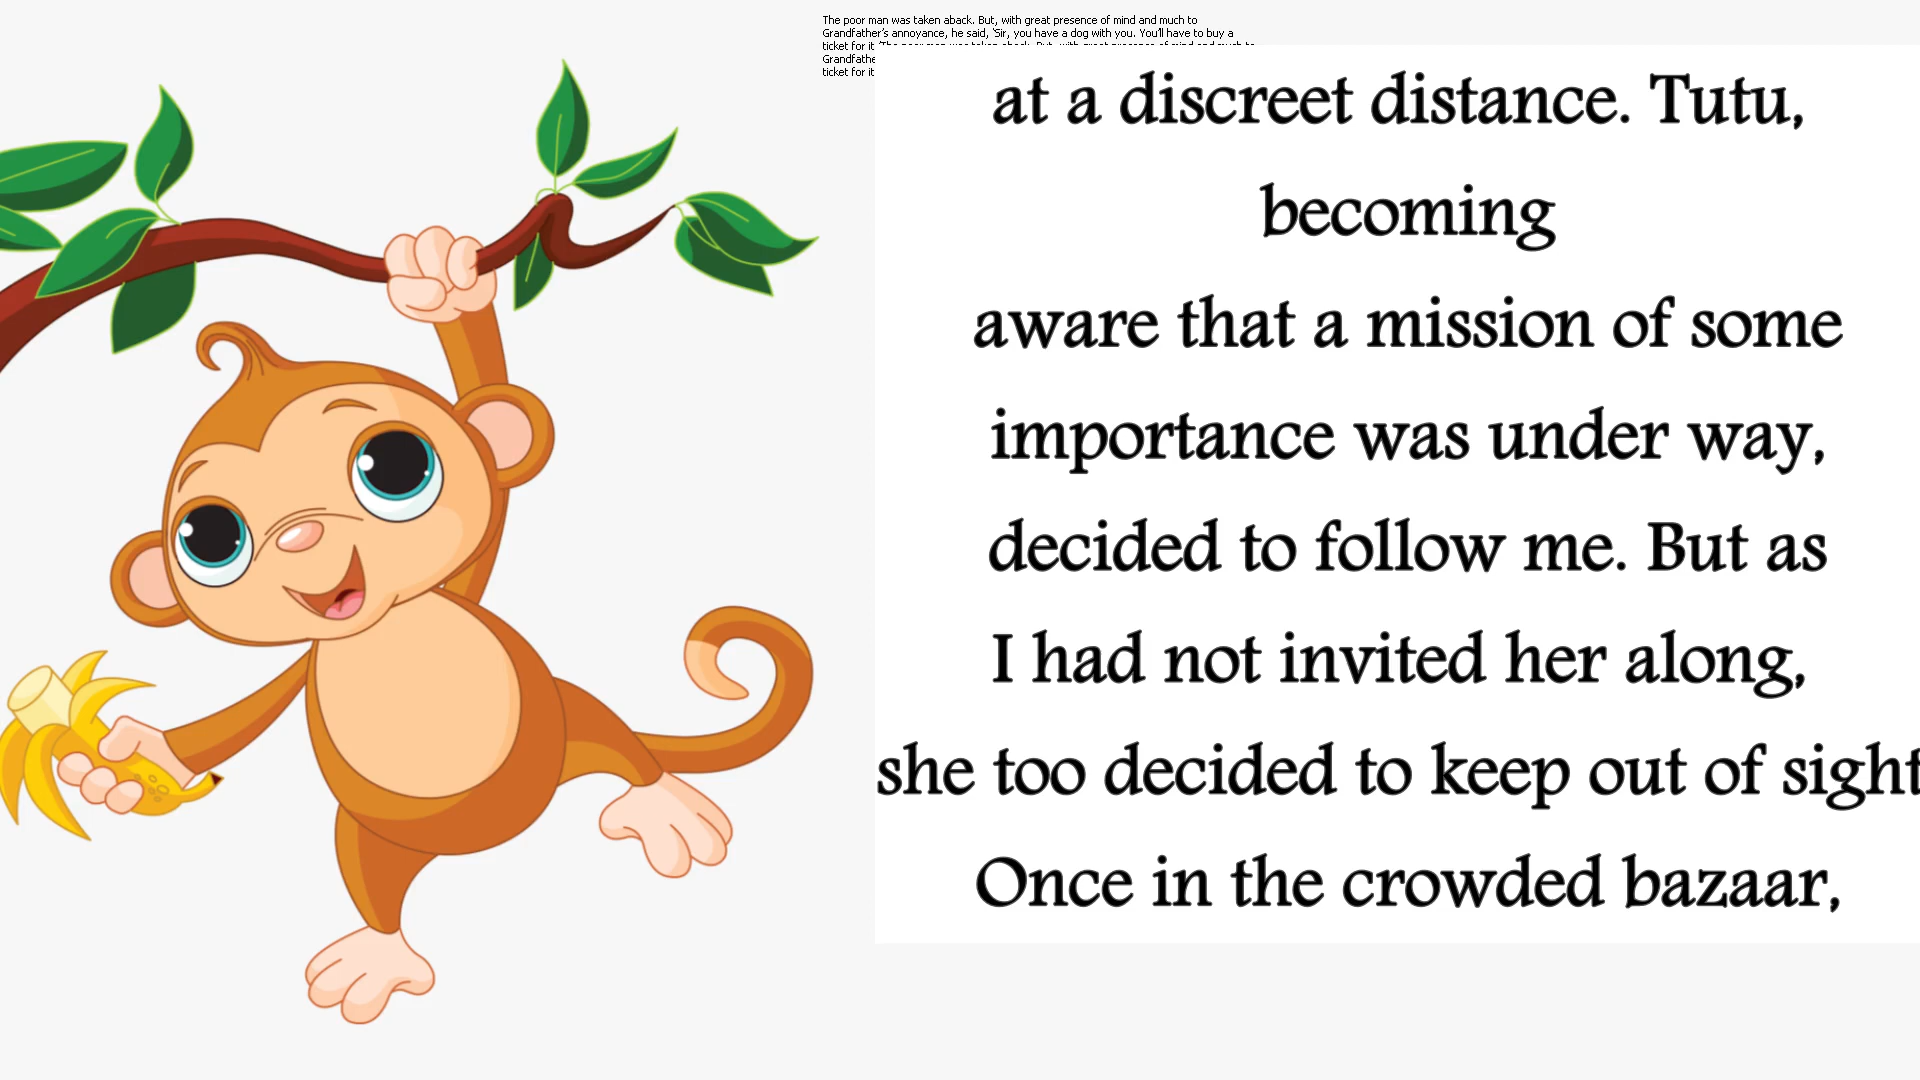 The poor man was taken aback. But, with great presence of mind and much to
Grandfather's annoyance, he said, 'Sir, you have a dog with you. You'll have to buy a
ticket for it
Grandfathe
ticket for it
at a discreet distance. Tutu,
becoming
aware that a mission of some
importance was under way,
decided to follow me. But as
I had not invited her along,
she too decided to keep out of sight
Once in the crowded bazaar,